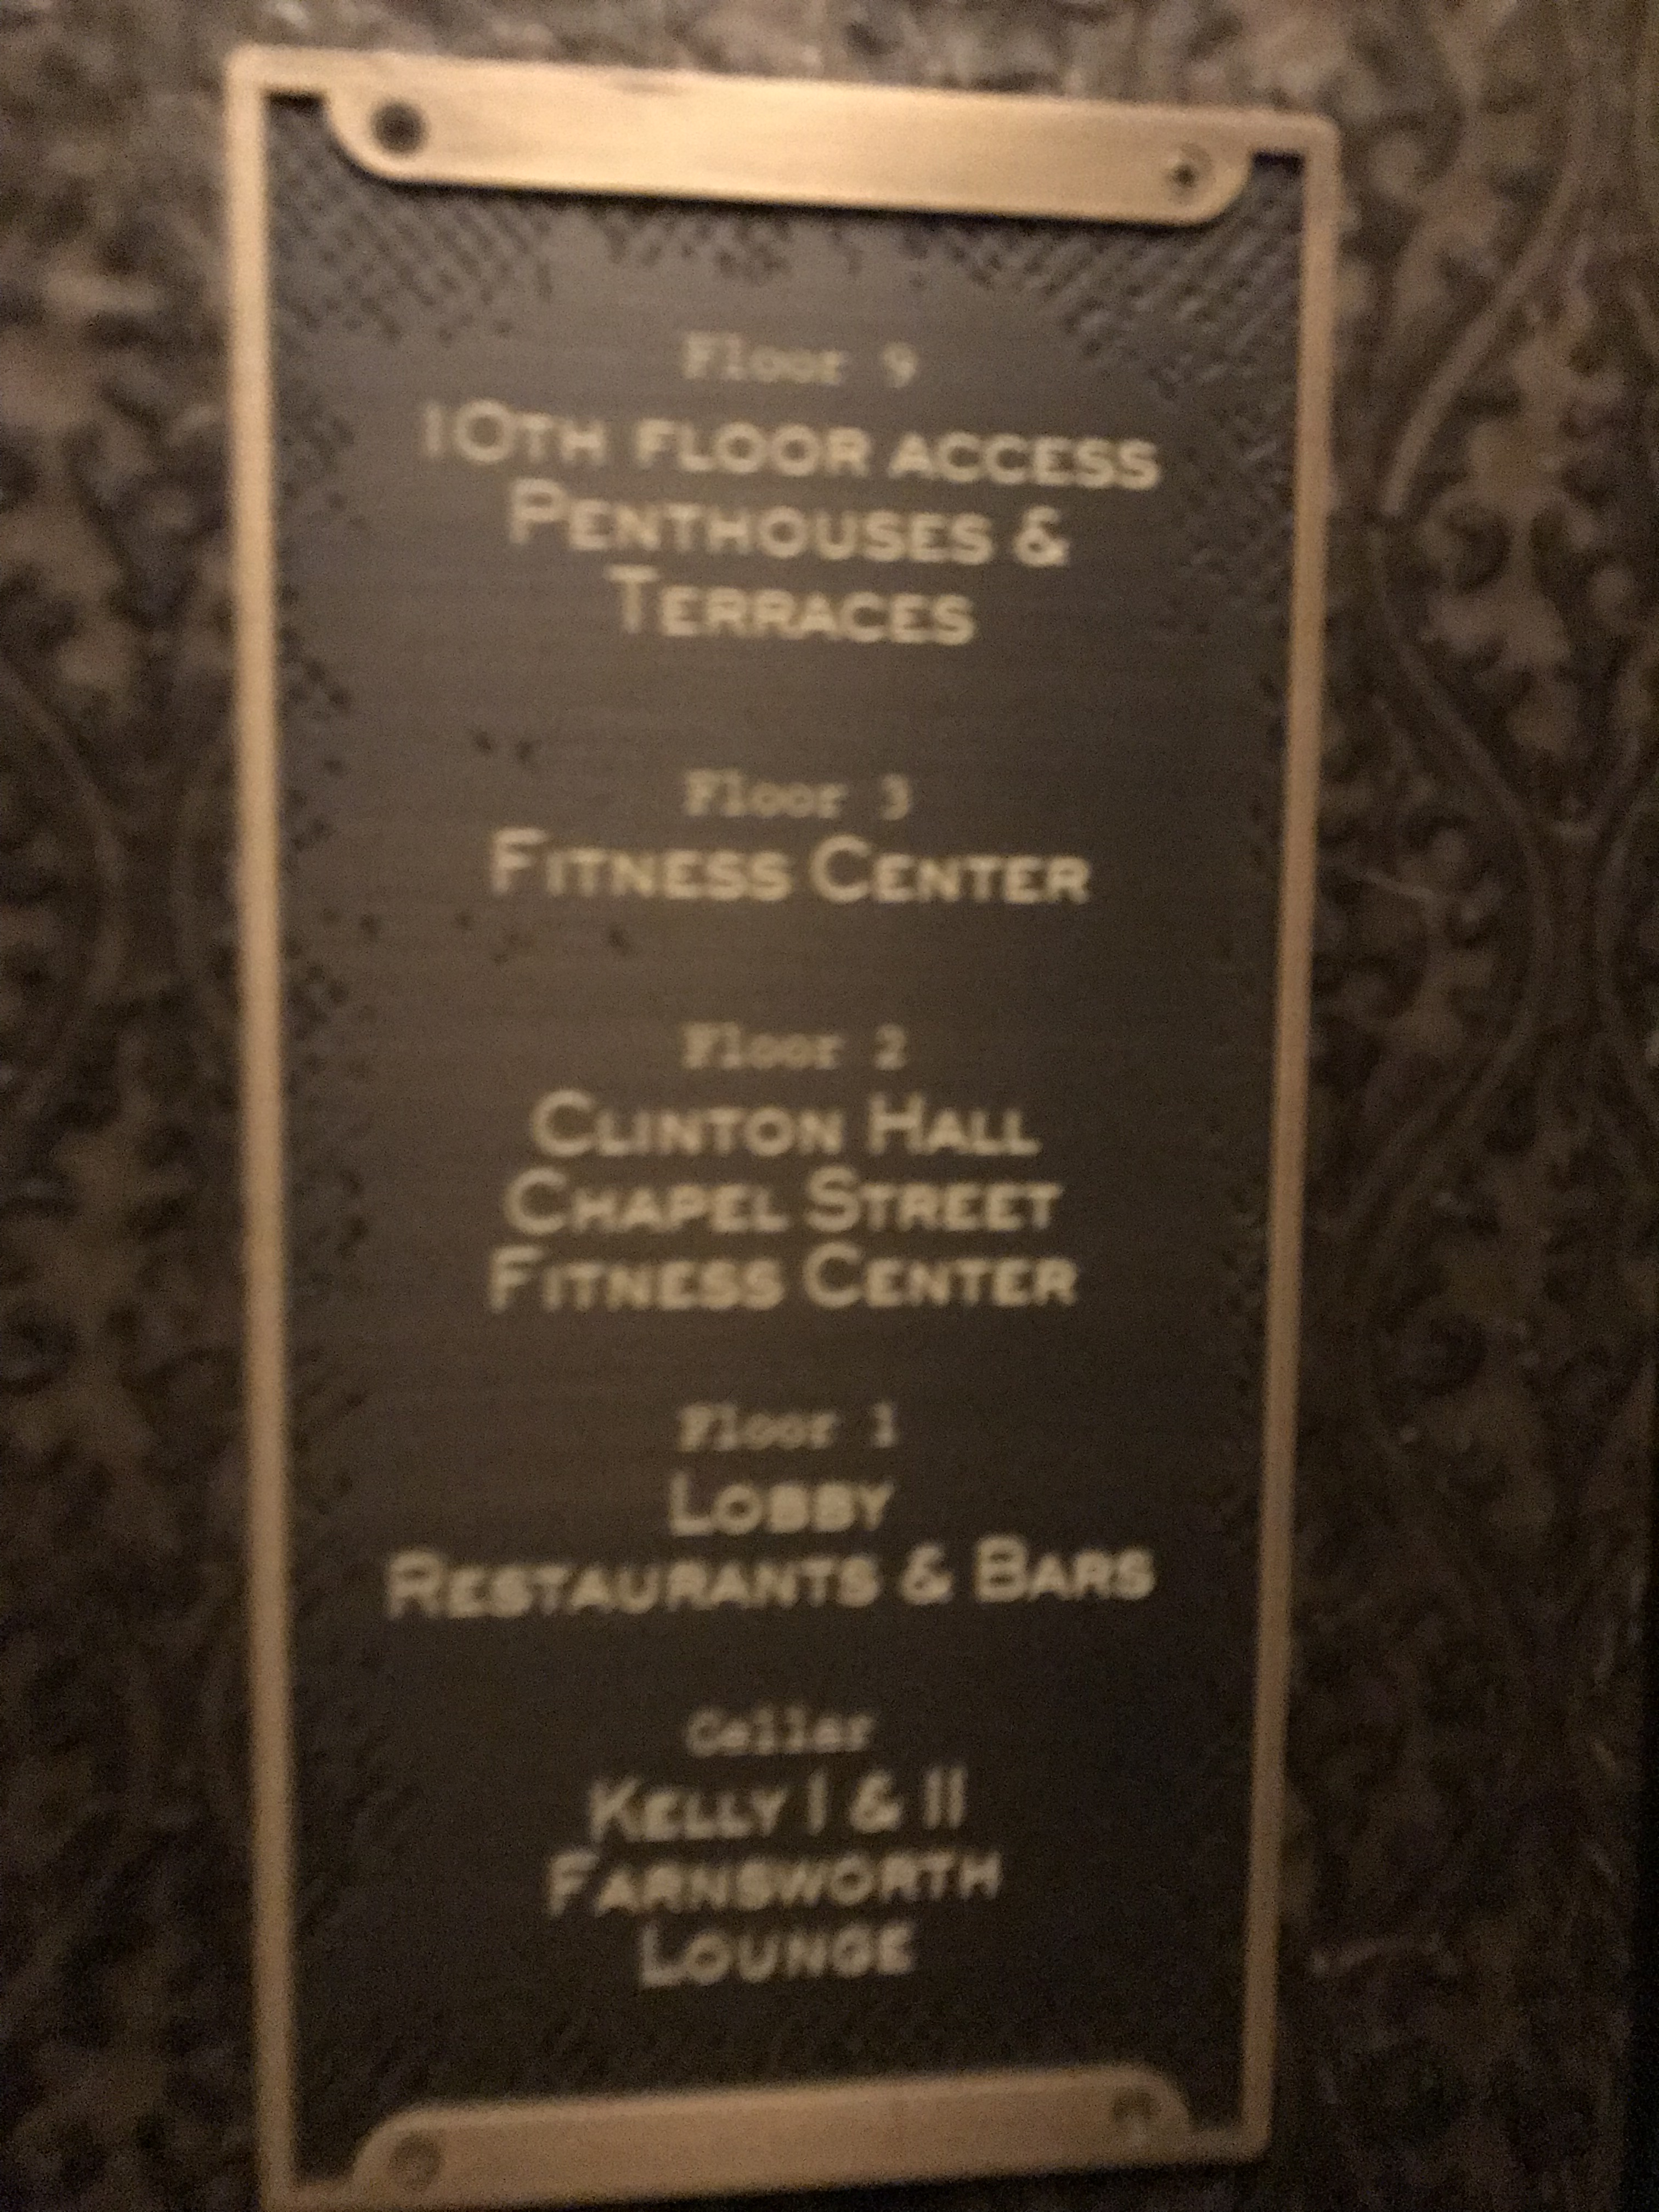 Floor 9
10TH FLOOR ACCESS
PENTHOUSES &
TERRACES
Floor 3
FITNESS CENTER
Floor 2
CLINTON HALL
CHAPEL STREET
FITNESS CENTER
Floor 1
LOBBY
RESTAURANTS & BARS
Cellar
KELLY I & II
FARNSWORTH
LOUNGE